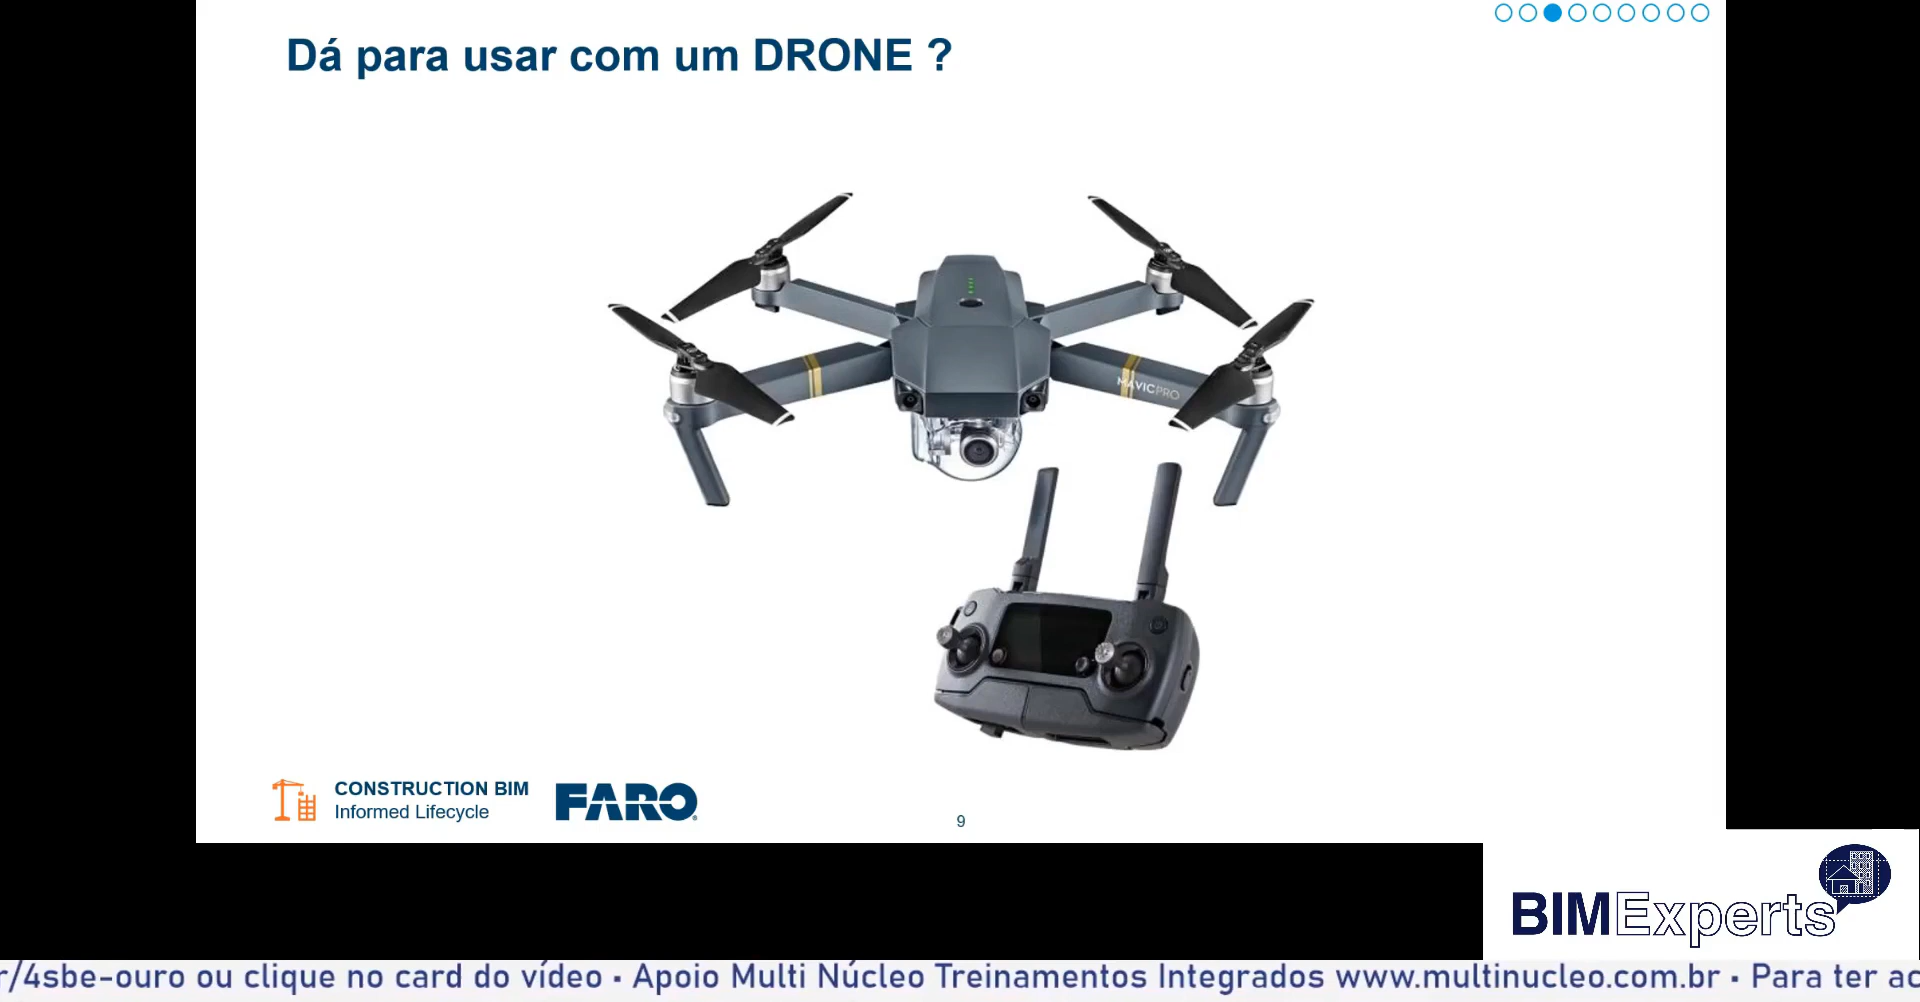 Dá para usar com um DRONE ?
MAVICPRO
CONSTRUCTION BIM
Informed Lifecycle
FARO
9
BIMExperts
r/4sbe-ouro ou clique no card do vídeo • Apoio Multi Núcleo Treinamentos Integrados www.multinucleo.com.br • Para ter ac